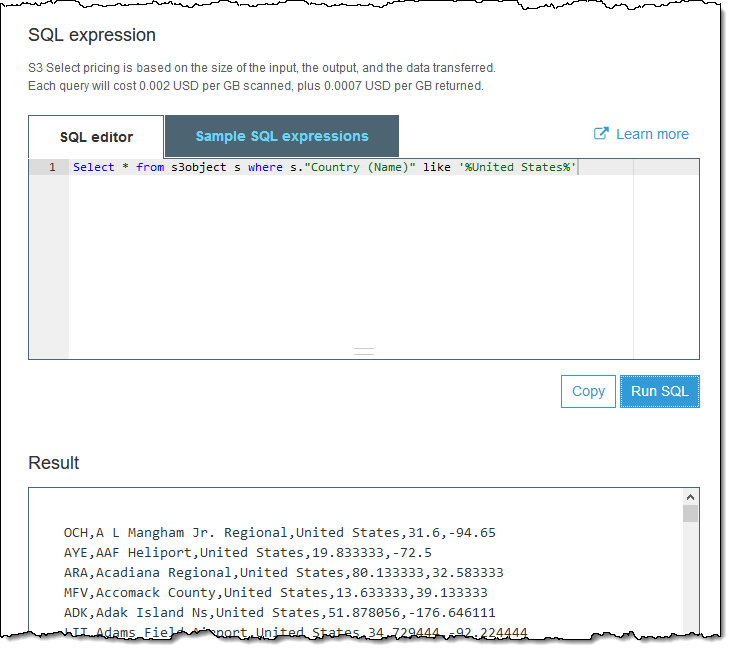 SQL expression
S3 Select pricing is based on the size of the input, the output, and the data transferred.
Each query will cost 0.002 USD per GB scanned, plus 0.0007 USD per GB returned.
SQL editor
Sample SQL expressions
Learn more
1 Select * from s3object s where s."Country (Name)" like '%United States%'
Copy
Run SQL
Result
OCH,A L Mangham Jr. Regional,United States,31.6,-94.65
AYE,AAF Heliport,United States,19.833333,-72.5
ARA,Acadiana Regional,United States,80.133333,32.583333
MFV,Accomack County,United States,13.633333,39.133333
ADK,Adak Island Ns,United States,51.878056,-176.646111
LIT,Adams Field Airport,United States,34.729444,-92.224444